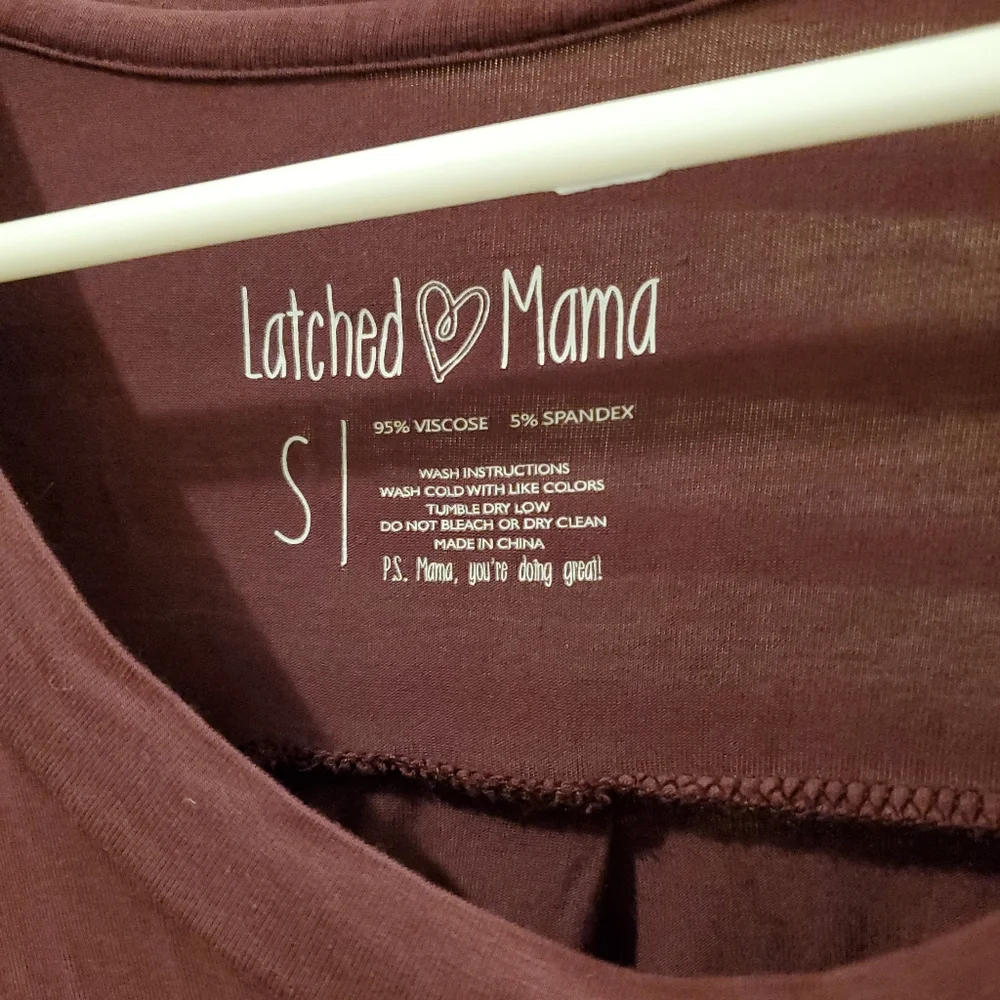 Latched Mama
95% VISCOSE 5% SPANDEX
S
WASH INSTRUCTIONS
WASH COLD WITH LIKE COLORS
TUMBLE DRY LOW
DO NOT BLEACH OR DRY CLEAN
MADE IN CHINA
P.S. Mama, you're doing great!